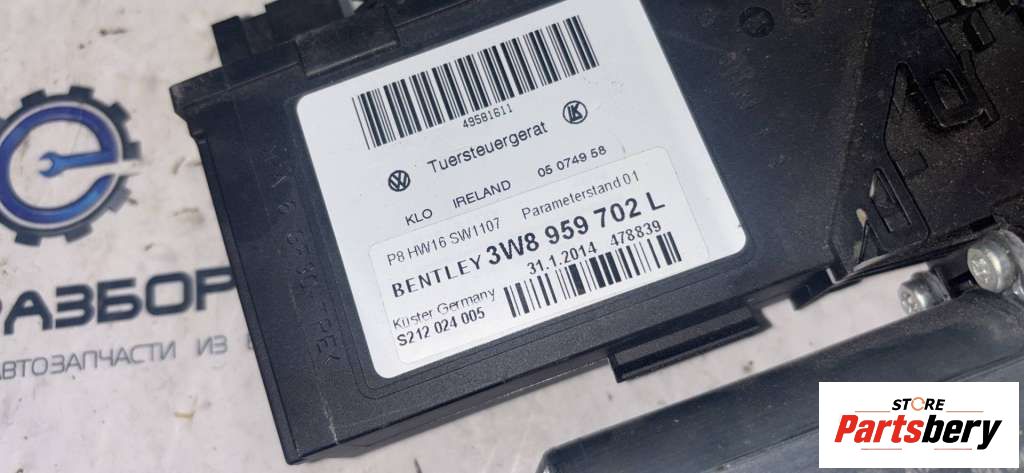 49581611
Tuersteuergerat
KLO IRELAND 05 0749 58
P8 HW16 SW1107 Parameterstand 01
BENTLEY 3W8 959 702 L
31.1.2014 478839
Küster Germany
S212 024 005
РАЗБОР
АВТОЗАПЧАСТИ ИЗ
STORE
Partsbery